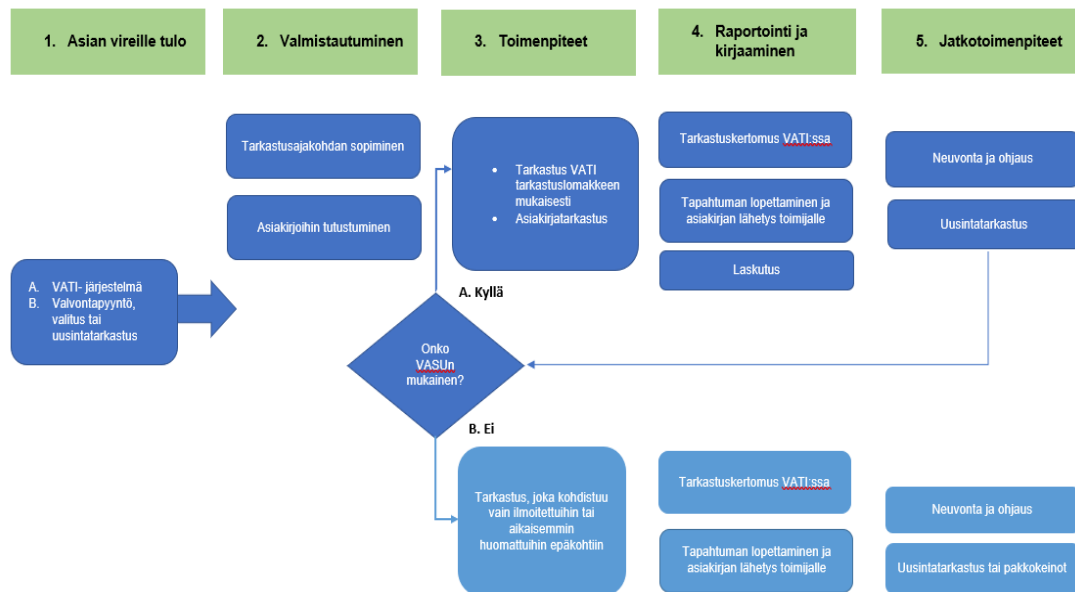 1. Asian vireille tulo
2. Valmistautuminen
3. Toimenpiteet
4. Raportointi ja
kirjaaminen
5. Jatkotoimenpiteet
Tarkastusajakohdan sopiminen
Asiakirjoihin tutustuminen
• Tarkastus VATI
tarkastuslomakkeen
mukaisesti
• Asiakirjatarkastus
Tarkastuskertomus VATI:ssa
Tapahtuman lopettaminen ja
asiakirjan lähetys toimijalle
Laskutus
Neuvonta ja ohjaus
Uusintatarkastus
A. VATI- järjestelmä
B. Valvontapyyntö,
valitus tai
uusintatarkastus
A. Kyllä
Onko
VASUn
mukainen?
B. Ei
Tarkastus, joka kohdistuu
vain ilmoitettuihin tai
aikaisemmin
huomattuihin epäkohtiin
Tarkastuskertomus VATI:ssa
Tapahtuman lopettaminen ja
asiakirjan lähetys toimijalle
Neuvonta ja ohjaus
Uusintatarkastus tai pakkokeinot